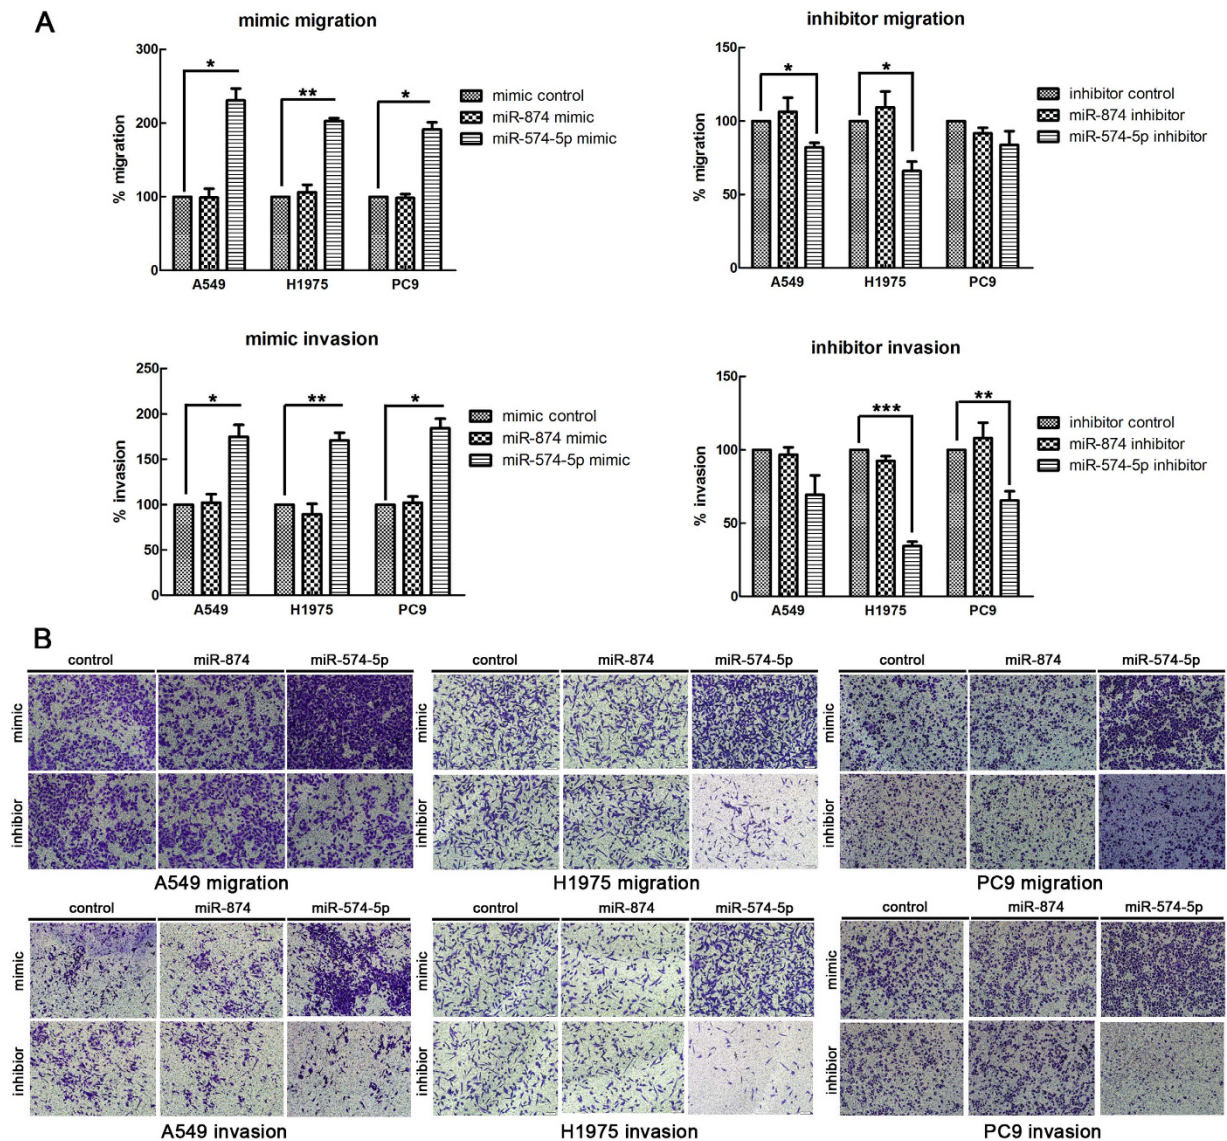 A
mimic migration
% migration
300
200
100
0
*
**
*
A549
H1975
PC9
mimic control
miR-874 mimic
miR-574-5p mimic
inhibitor migration
% migration
150
100
50
0
*
*
A549
H1975
PC9
inhibitor control
miR-874 inhibitor
miR-574-5p inhibitor
mimic invasion
% invasion
250
200
150
100
50
0
*
**
*
A549
H1975
PC9
mimic control
miR-874 mimic
miR-574-5p mimic
inhibitor invasion
% invasion
150
100
50
0
***
**
A549
H1975
PC9
inhibitor control
miR-874 inhibitor
miR-574-5p inhibitor
B
control miR-874 miR-574-5p
mimic
inhibior
A549 migration
control miR-874 miR-574-5p
mimic
inhibior
H1975 migration
control miR-874 miR-574-5p
mimic
inhibior
PC9 migration
control miR-874 miR-574-5p
mimic
inhibior
A549 invasion
control miR-874 miR-574-5p
mimic
inhibior
H1975 invasion
control miR-874 miR-574-5p
mimic
inhibior
PC9 invasion